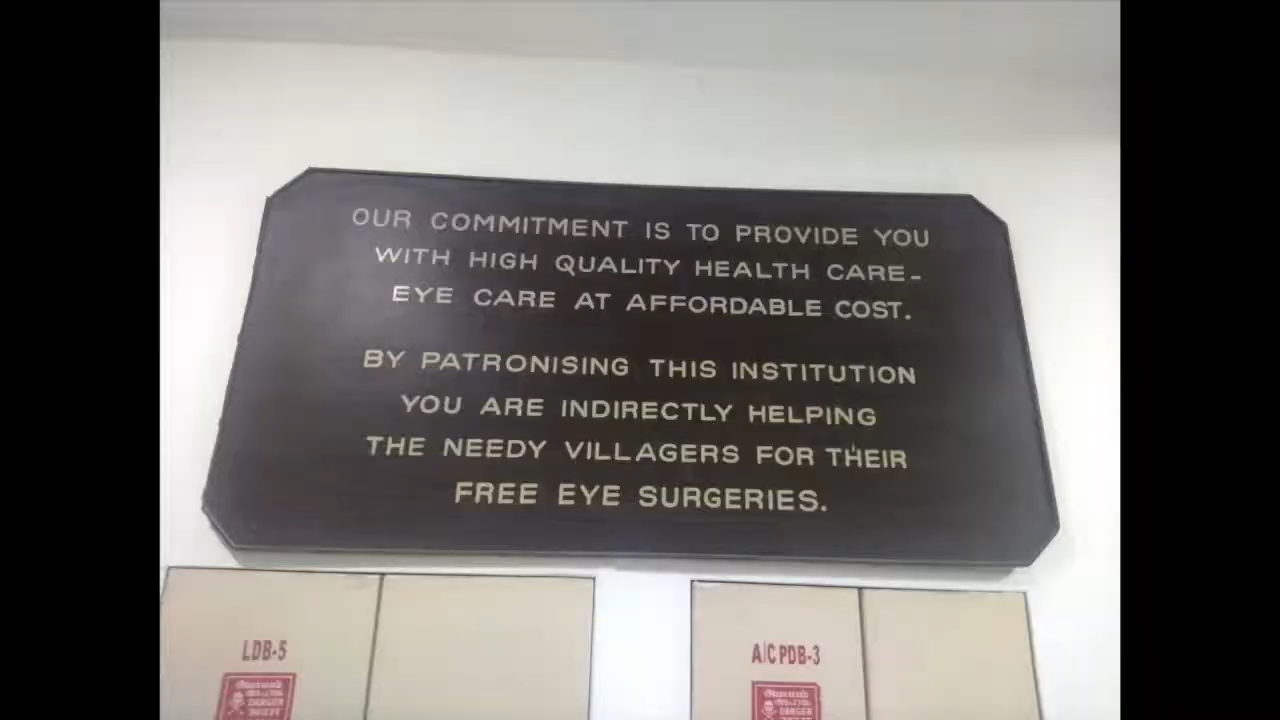 OUR COMMITMENT IS TO PROVIDE YOU
WITH HIGH QUALITY HEALTH CARE-
EYE CARE AT AFFORDABLE COST.
BY PATRONISING THIS INSTITUTION
YOU ARE INDIRECTLY HELPING
THE NEEDY VILLAGERS FOR THEIR
FREE EYE SURGERIES.
LDB-5
A/C PDB-3
DANGER